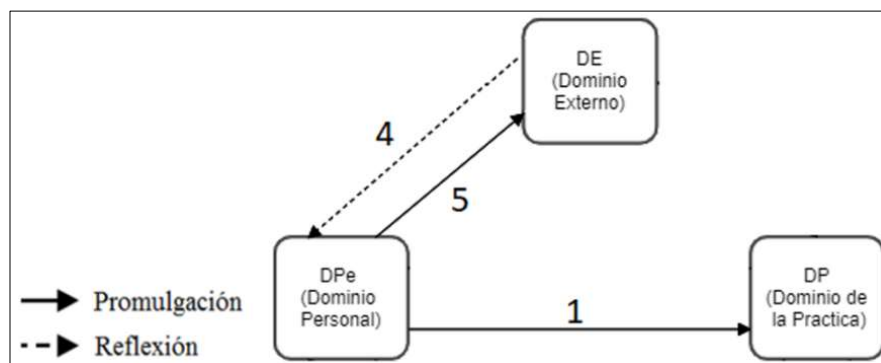 DE
(Dominio
Externo)
4
5
DPe
(Dominio
Personal)
1
DP
(Dominio de
la Practica)
Promulgación
Reflexión